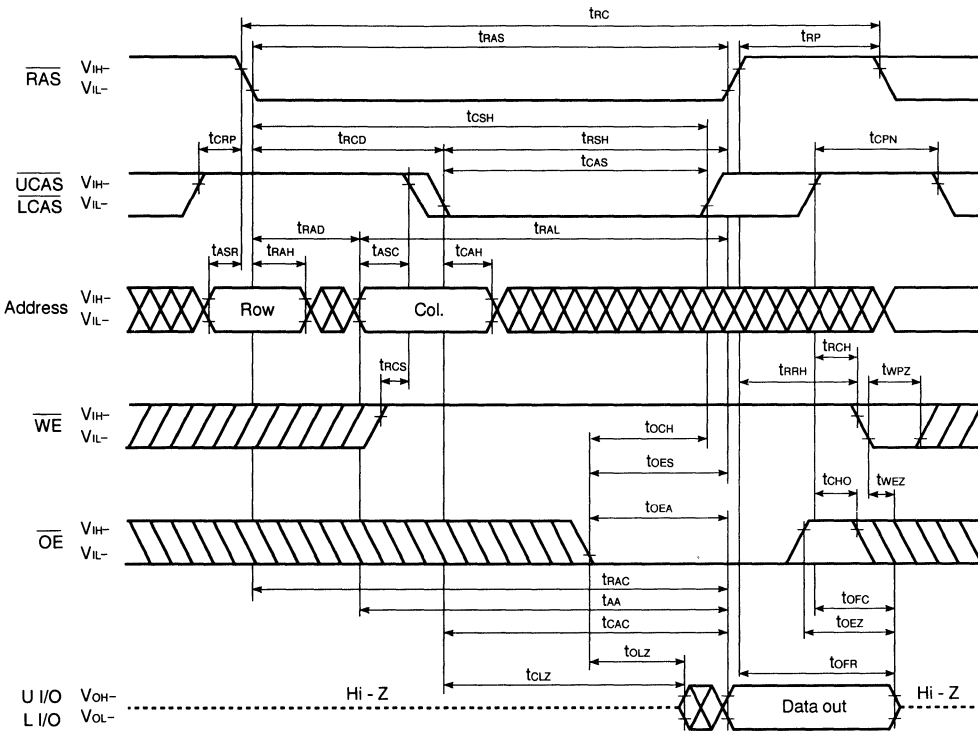 tRC
tRAS tRP
RAS VIH– VIL–
tCSH
tCRP tRCD tRSH tCPN
tCAS
UCAS LCAS VIH– VIL–
tRAD tRAL
tASR tRAH tASC tCAH
Address VIH– VIL– Row Col.
tRCS tRRH tRCH tWPZ
WE VIH– VIL–
tOCH
tOES tCHO tWEZ
tOEA
OE VIH– VIL–
tRAC
tAA tOFC
tCAC tOEZ
tOLZ tOFR
tCLZ
U I/O L I/O VOH– VOL– Hi - Z Data out Hi - Z